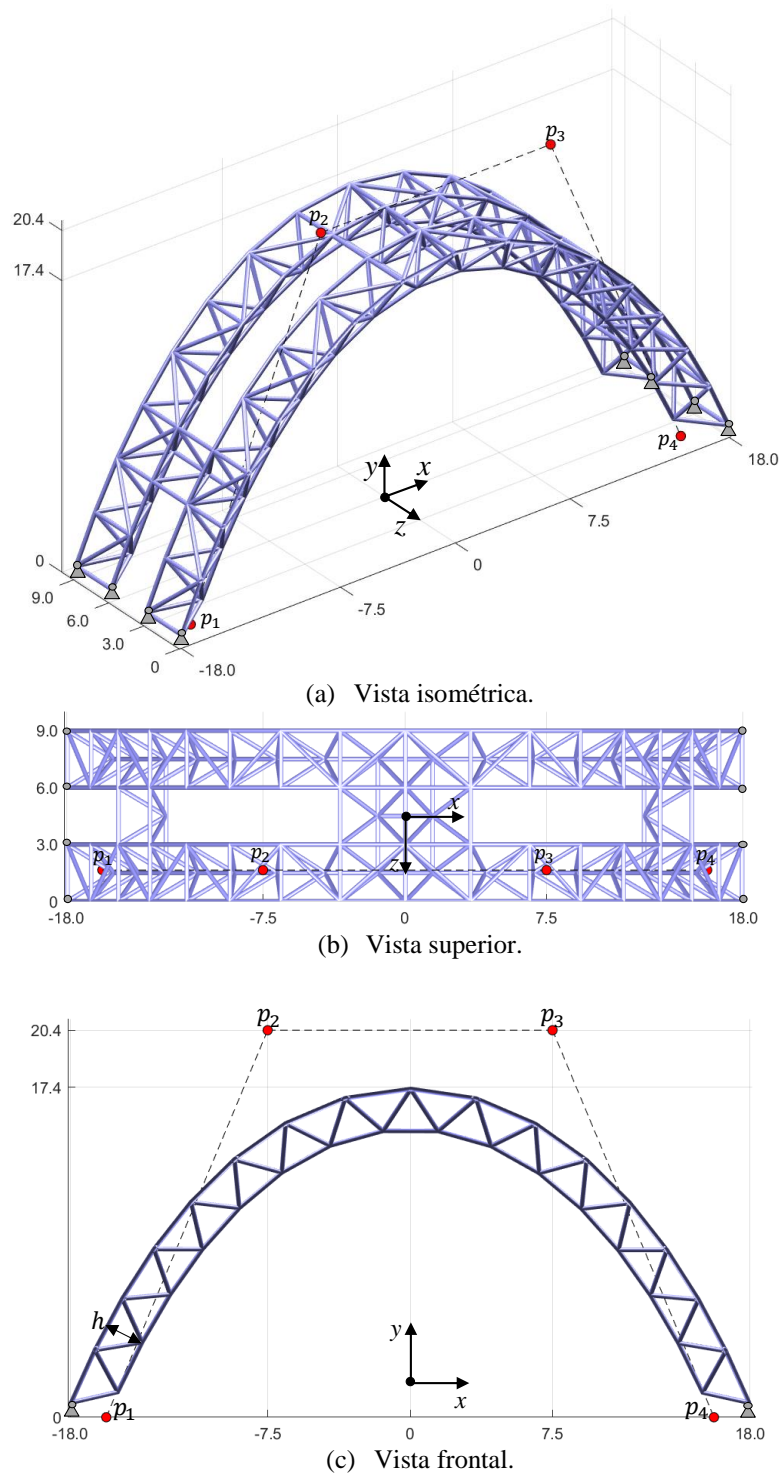 p₃
20.4
17.4
p₂
y
x
z
p₄
18.0
7.5
0
-7.5
0
9.0
6.0
3.0
0
p₁
-18.0
(a) Vista isométrica.
9.0
6.0
3.0
0
x
z
p₁
p₂
p₃
p₄
-18.0
-7.5
0
7.5
18.0
(b) Vista superior.
p₂
p₃
20.4
17.4
h
y
x
0
p₁
p₄
-18.0
-7.5
0
7.5
18.0
(c) Vista frontal.